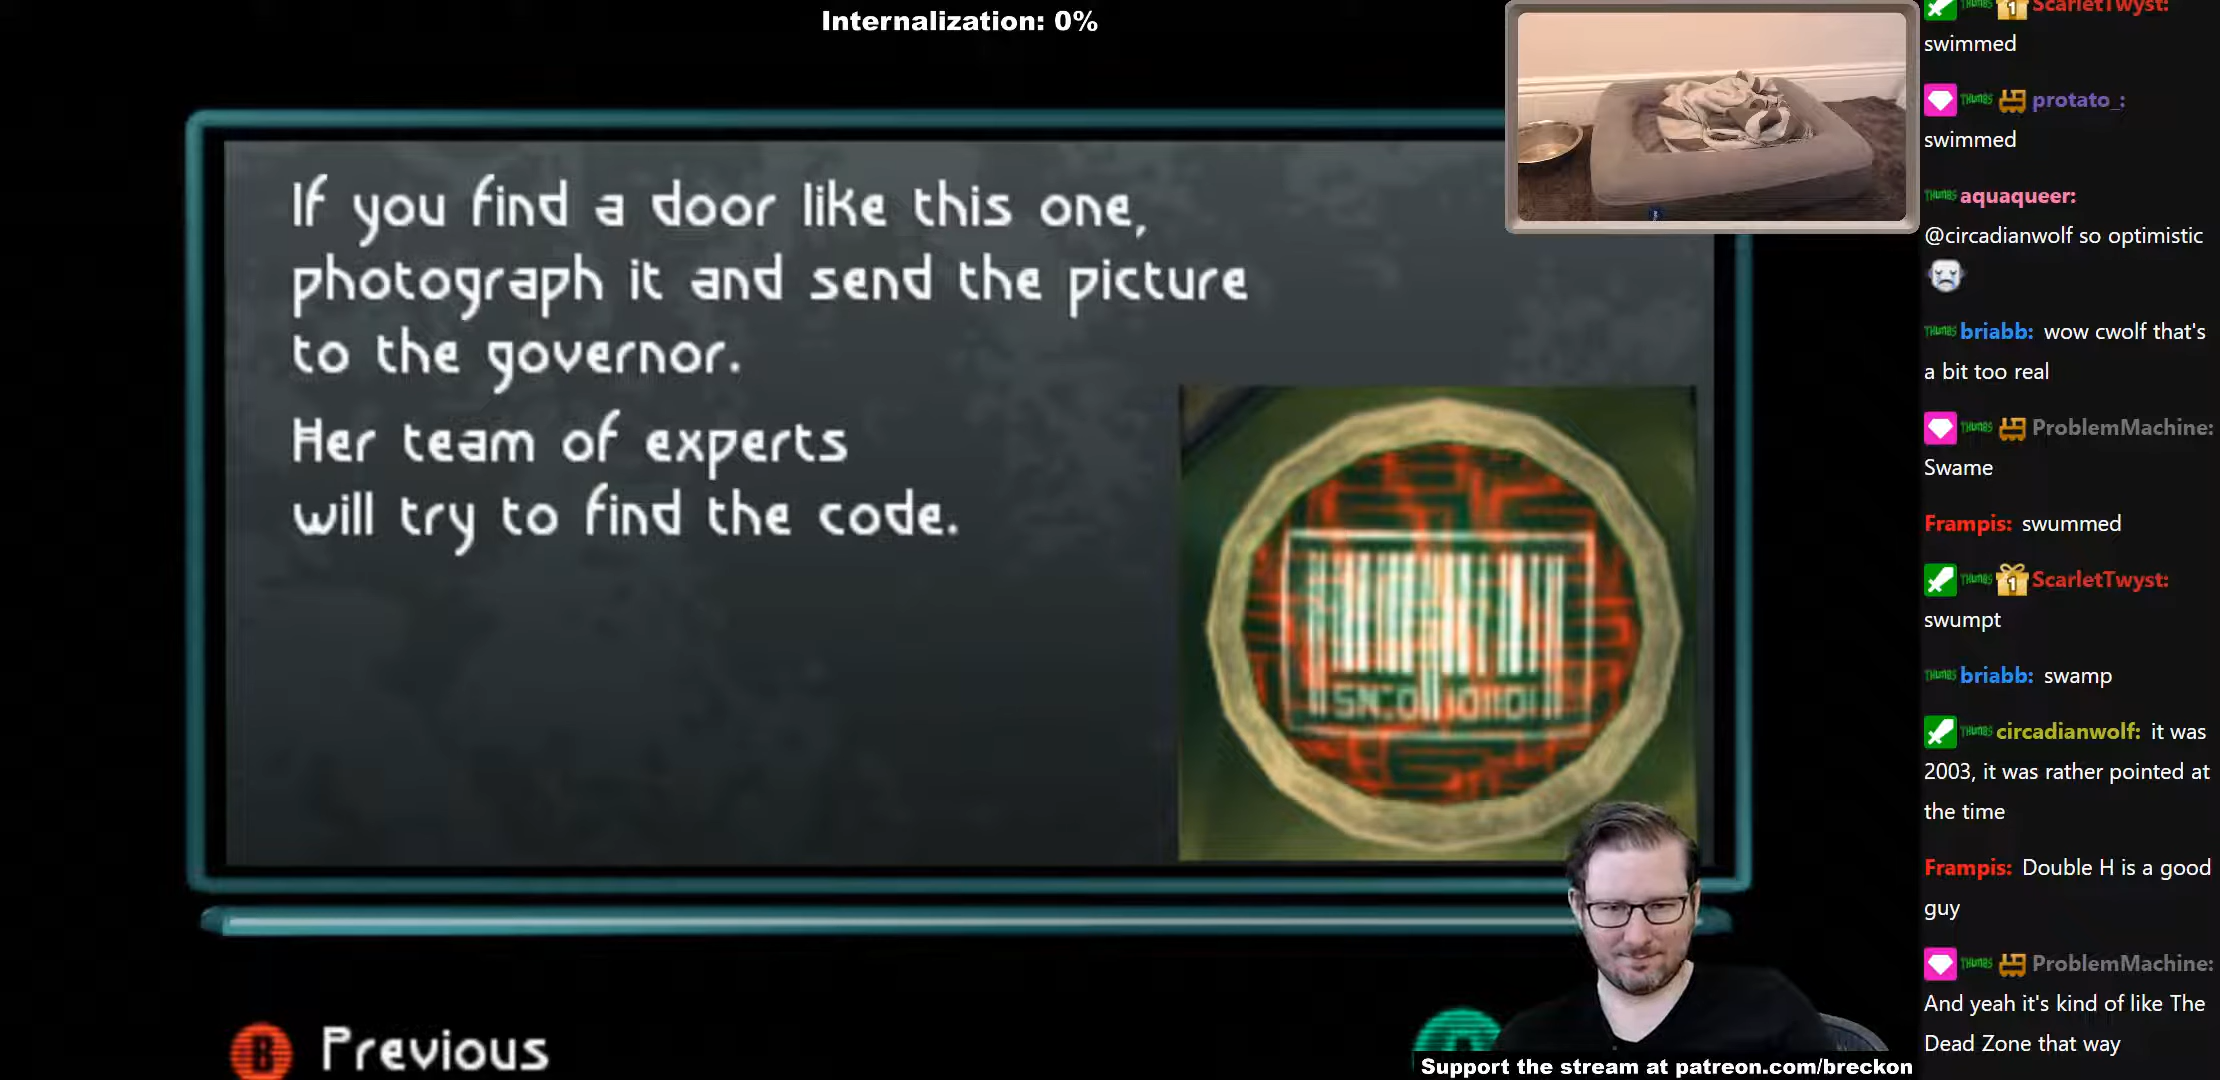 Internalization: 0%
If you find a door like this one,
photograph it and send the picture
to the governor.
Her team of experts
will try to find the code.
B Previous
Support the stream at patreon.com/breckon
ScarletTwyst:
swimmed
protato_:
swimmed
aquaqueer:
@circadianwolf so optimistic
briabb: wow cwolf that's
a bit too real
ProblemMachine:
Swame
Frampis: swummed
ScarletTwyst:
swumpt
briabb: swamp
circadianwolf: it was
2003, it was rather pointed at
the time
Frampis: Double H is a good
guy
ProblemMachine:
And yeah it's kind of like The
Dead Zone that way